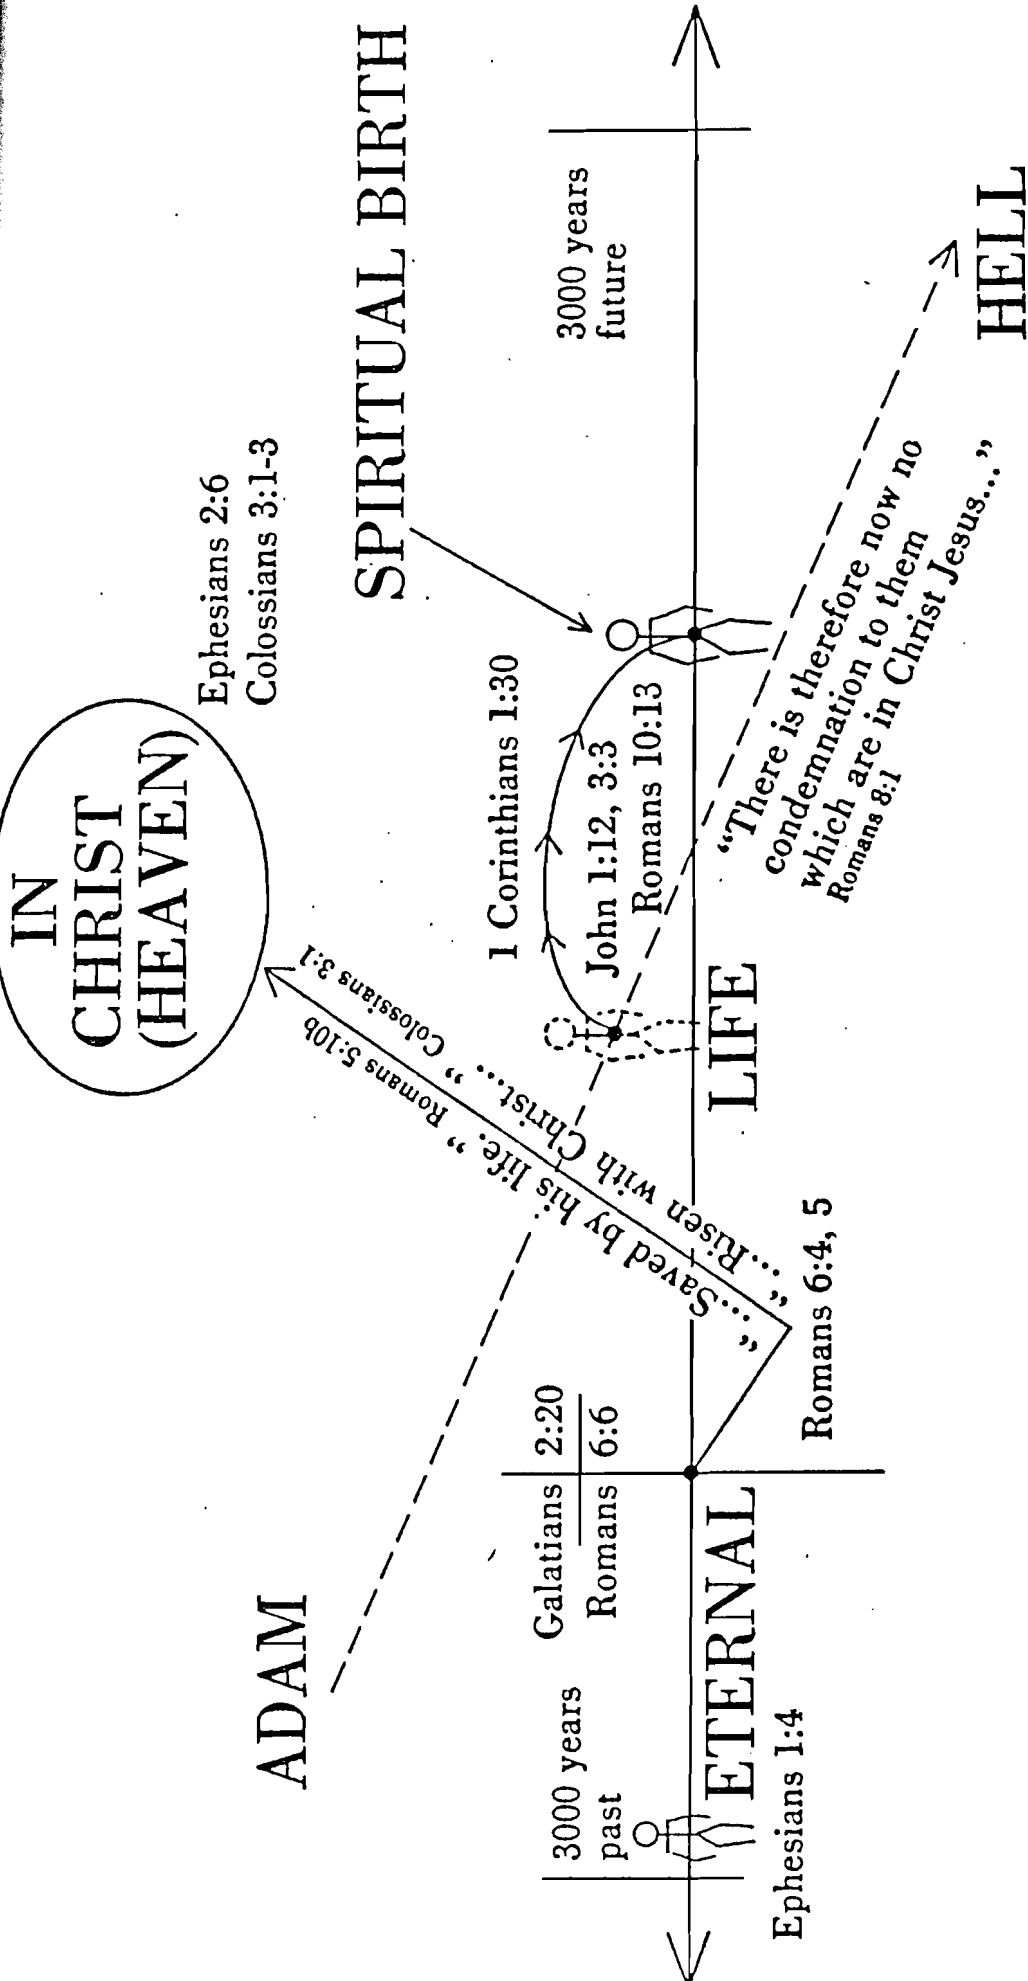 IN
CHRIST
(HEAVEN)
Ephesians 2:6
Colossians 3:1-3
SPIRITUAL BIRTH
ADAM
“...Saved by his life.” Romans 5:10b
“...Risen with Christ...” Colossians 3:1
1 Corinthians 1:30
John 1:12, 3:3
Romans 10:13
3000 years
past
Galatians 2:20
Romans 6:6
3000 years
future
ETERNAL
LIFE
Ephesians 1:4
Romans 6:4, 5
“There is therefore now no
condemnation to them
which are in Christ Jesus...”
Romans 8:1
HELL